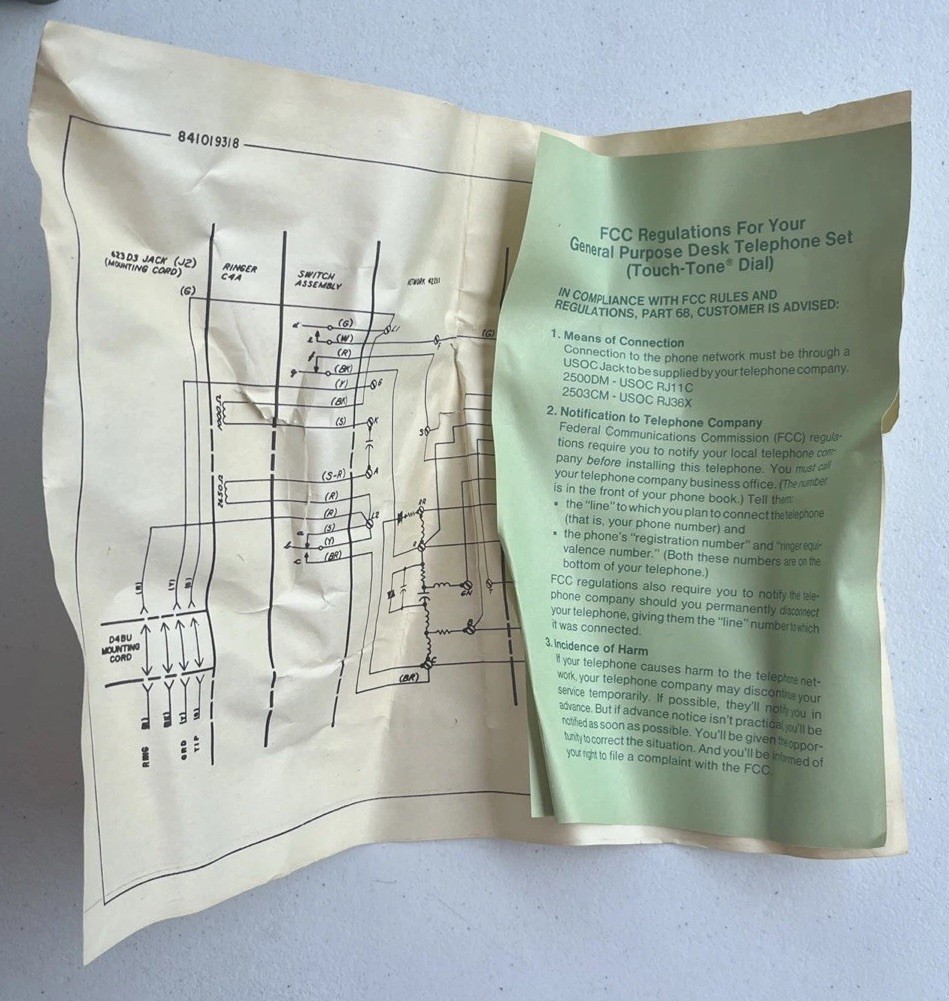 841019318
623D3 JACK (J2)
(MOUNTING CORD)
RINGER
C4A
SWITCH
ASSEMBLY
NETWORK
(G)
(G)
L1
(W)
(R)
(BK)
(Y)
(BK)
(S)
K
(S-R)
A
(R)
(R)
L2
(S)
(Y)
(BR)
(G)
F
1000Ω
2650Ω
(R)
(Y)
D4BU
MOUNTING
CORD
(BR)
RING
GRD
TIP
FCC Regulations For Your
General Purpose Desk Telephone Set
(Touch-Tone® Dial)
IN COMPLIANCE WITH FCC RULES AND
REGULATIONS, PART 68, CUSTOMER IS ADVISED:
1. Means of Connection
Connection to the phone network must be through a
USOC Jack to be supplied by your telephone company.
2500DM - USOC RJ11C
2503CM - USOC RJ36X
2. Notification to Telephone Company
Federal Communications Commission (FCC) regula-
tions require you to notify your local telephone com-
pany before installing this telephone. You must call
your telephone company business office. (The number
is in the front of your phone book.) Tell them:
• the "line" to which you plan to connect the telephone
(that is, your phone number) and
• the phone's "registration number" and "ringer equi-
valence number." (Both these numbers are on the
bottom of your telephone.)
FCC regulations also require you to notify the tele-
phone company should you permanently disconnect
your telephone, giving them the "line" number to which
it was connected.
3. Incidence of Harm
If your telephone causes harm to the telephone net-
work, your telephone company may discontinue your
service temporarily. If possible, they'll notify you in
advance. But if advance notice isn't practical, you'll be
notified as soon as possible. You'll be given the oppor-
tunity to correct the situation. And you'll be informed of
your right to file a complaint with the FCC.